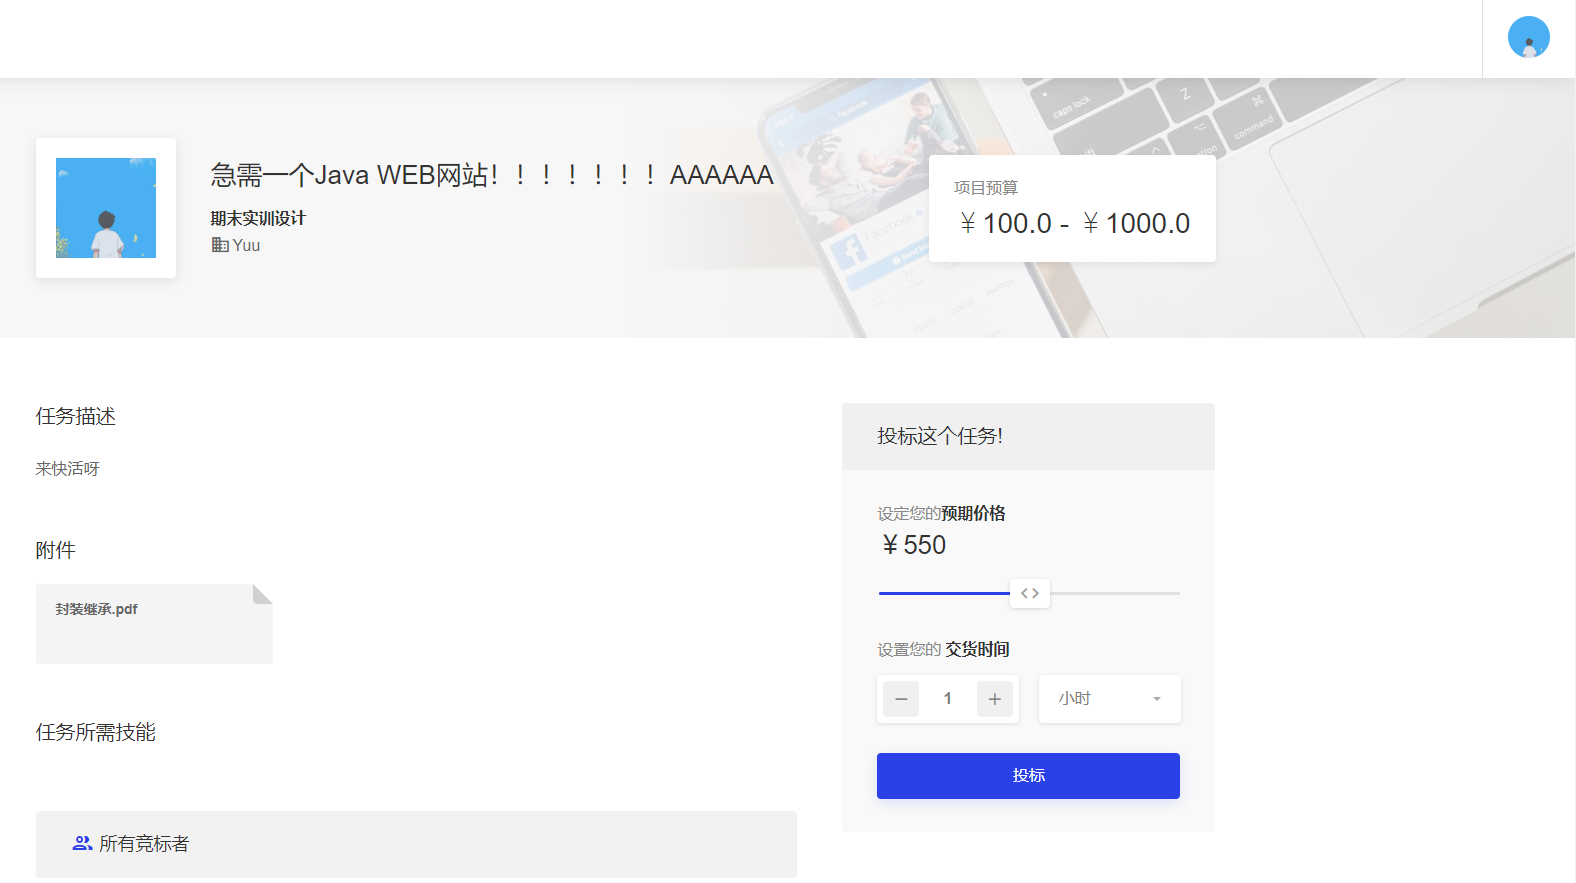 急需一个Java WEB网站！！！！！！！AAAAAA
期末实训设计
Yuu
项目预算
￥100.0 - ￥1000.0
caps lock
Z
command
Facebook
任务描述
来快活呀
附件
封装继承.pdf
任务所需技能
所有竞标者
投标这个任务!
设定您的预期价格
￥550
设置您的 交货时间
1
小时
投标